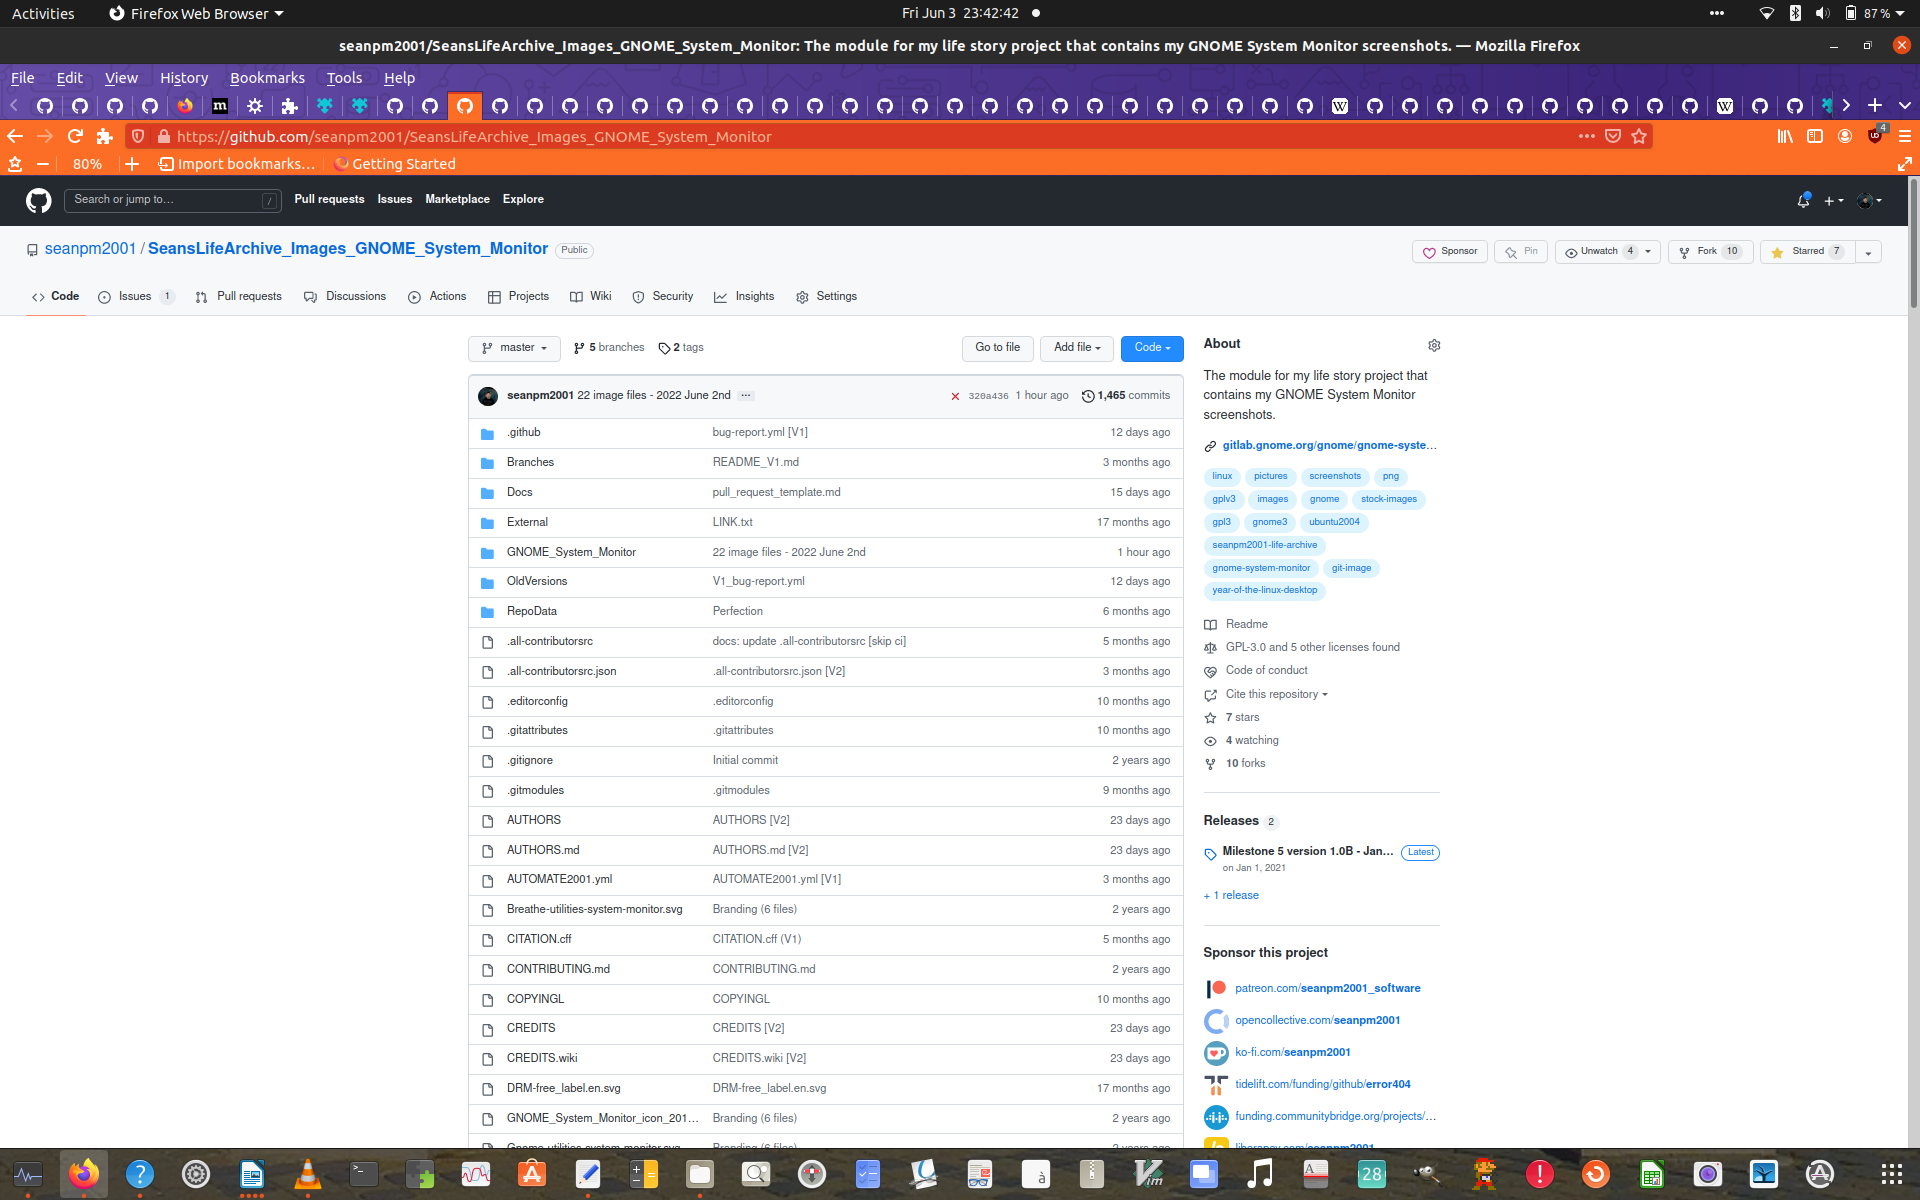 Activities
Firefox Web Browser
Fri Jun 3 23:42:42
87 %
seanpm2001/SeansLifeArchive_Images_GNOME_System_Monitor: The module for my life story project that contains my GNOME System Monitor screenshots. — Mozilla Firefox
File Edit View History Bookmarks Tools Help
https://github.com/seanpm2001/SeansLifeArchive_Images_GNOME_System_Monitor
4
80%
Import bookmarks...
Getting Started
Search or jump to... /
Pull requests Issues Marketplace Explore
seanpm2001 / SeansLifeArchive_Images_GNOME_System_Monitor Public
Sponsor Pin Unwatch 4 Fork 10 Starred 7
Code Issues 1 Pull requests Discussions Actions Projects Wiki Security Insights Settings
master 5 branches 2 tags Go to file Add file Code
seanpm2001 22 image files - 2022 June 2nd ... 320a436 1 hour ago 1,465 commits
.github bug-report.yml [V1] 12 days ago
Branches README_V1.md 3 months ago
Docs pull_request_template.md 15 days ago
External LINK.txt 17 months ago
GNOME_System_Monitor 22 image files - 2022 June 2nd 1 hour ago
OldVersions V1_bug-report.yml 12 days ago
RepoData Perfection 6 months ago
.all-contributorsrc docs: update .all-contributorsrc [skip ci] 5 months ago
.all-contributorsrc.json .all-contributorsrc.json [V2] 3 months ago
.editorconfig .editorconfig 10 months ago
.gitattributes .gitattributes 10 months ago
.gitignore Initial commit 2 years ago
.gitmodules .gitmodules 9 months ago
AUTHORS AUTHORS [V2] 23 days ago
AUTHORS.md AUTHORS.md [V2] 23 days ago
AUTOMATE2001.yml AUTOMATE2001.yml [V1] 3 months ago
Breathe-utilities-system-monitor.svg Branding (6 files) 2 years ago
CITATION.cff CITATION.cff (V1) 5 months ago
CONTRIBUTING.md CONTRIBUTING.md 2 years ago
COPYINGL COPYINGL 10 months ago
CREDITS CREDITS [V2] 23 days ago
CREDITS.wiki CREDITS.wiki [V2] 23 days ago
DRM-free_label.en.svg DRM-free_label.en.svg 17 months ago
GNOME_System_Monitor_icon_201... Branding (6 files) 2 years ago
About
The module for my life story project that
contains my GNOME System Monitor
screenshots.
gitlab.gnome.org/gnome/gnome-syste...
linux pictures screenshots png
gplv3 images gnome stock-images
gpl3 gnome3 ubuntu2004
seanpm2001-life-archive
gnome-system-monitor git-image
year-of-the-linux-desktop
Readme
GPL-3.0 and 5 other licenses found
Code of conduct
Cite this repository
7 stars
4 watching
10 forks
Releases 2
Milestone 5 version 1.0B - Jan... Latest
on Jan 1, 2021
+ 1 release
Sponsor this project
patreon.com/seanpm2001_software
opencollective.com/seanpm2001
ko-fi.com/seanpm2001
tidelift.com/funding/github/error404
funding.communitybridge.org/projects/...
liberapay.com/seanpm2001
28